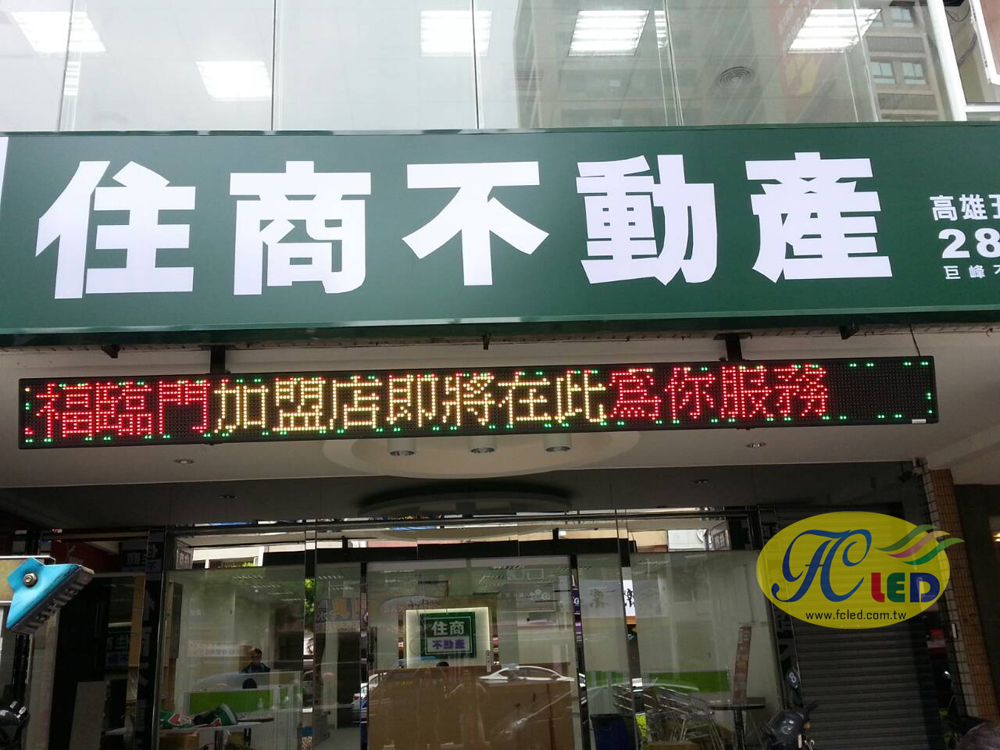 住商不動產
高雄
28
巨峰
福臨門加盟店即將在此為你服務
住商
不動產
FC LED
www.fcled.com.tw